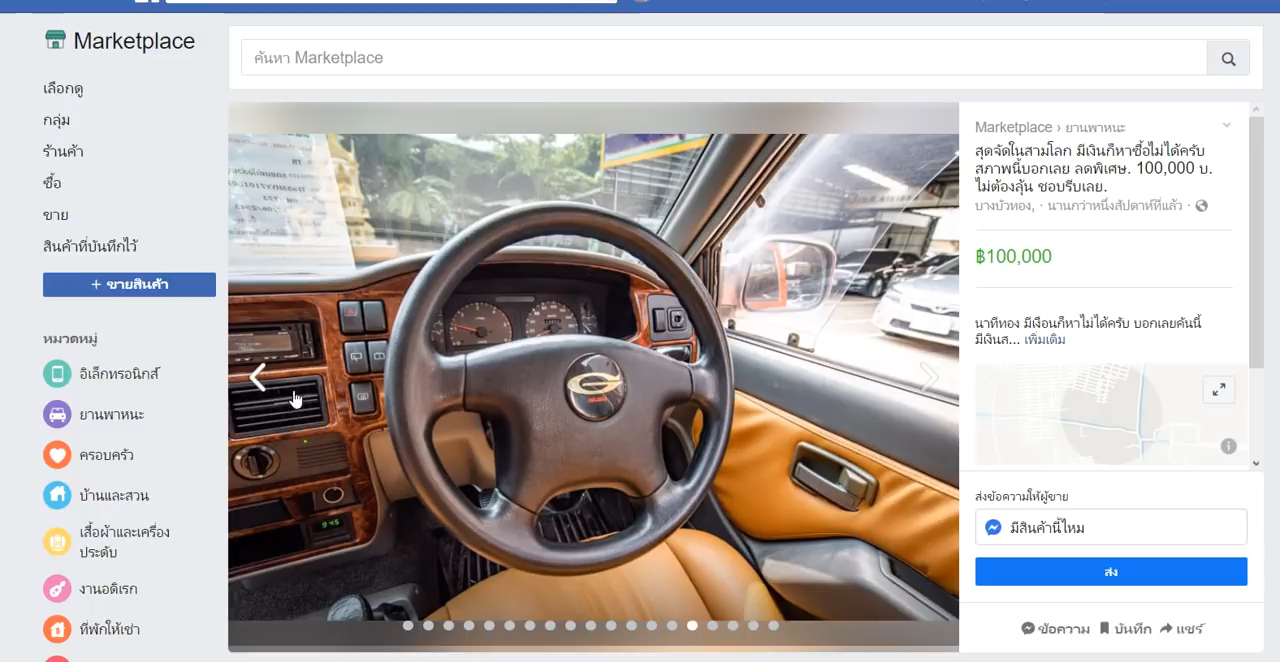 Marketplace
เลือกดู
กลุ่ม
ร้านค้า
ซื้อ
ขาย
สินค้าที่บันทึกไว้
+ ขายสินค้า
หมวดหมู่
อิเล็กทรอนิกส์
ยานพาหนะ
ครอบครัว
บ้านและสวน
เสื้อผ้าและเครื่อง
ประดับ
งานอดิเรก
ที่พักให้เช่า
ค้นหา Marketplace
9:45
Marketplace › ยานพาหนะ
สุดจัดในสามโลก มีเงินก็หาซื้อไม่ได้ครับ
สภาพนี้บอกเลย ลดพิเศษ. 100,000 บ.
ไม่ต้องลุ้น ชอบรีบเลย.
บางบัวทอง, · นานกว่าหนึ่งสัปดาห์ที่แล้ว ·
฿100,000
นาทีทอง มีเงือนก็หาไม่ได้ครับ บอกเลยคันนี้
มีเงินส... เพิ่มเติม
ส่งข้อความให้ผู้ขาย
มีสินค้านี้ไหม
ส่ง
ข้อความ บันทึก แชร์